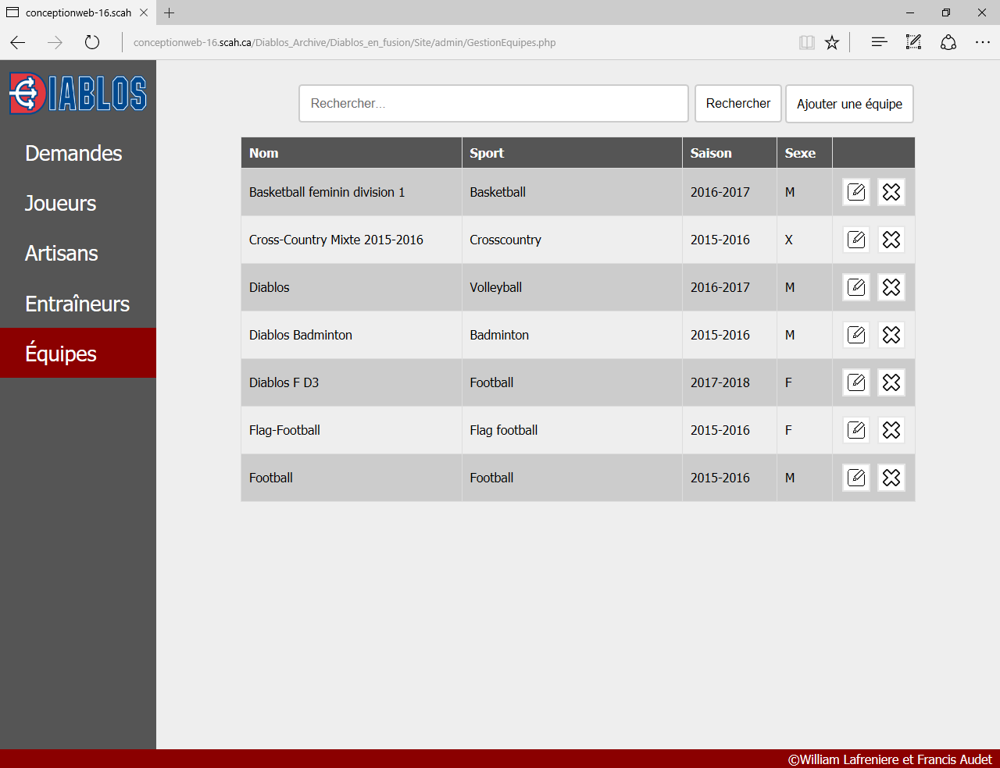 conceptionweb-16.scah
conceptionweb-16.scah.ca/Diablos_Archive/Diablos_en_fusion/Site/admin/GestionEquipes.php
DIABLOS
Demandes
Joueurs
Artisans
Entraîneurs
Équipes
Rechercher... Rechercher Ajouter une équipe
Nom Sport Saison Sexe
Basketball feminin division 1 Basketball 2016-2017 M
Cross-Country Mixte 2015-2016 Crosscountry 2015-2016 X
Diablos Volleyball 2016-2017 M
Diablos Badminton Badminton 2015-2016 M
Diablos F D3 Football 2017-2018 F
Flag-Football Flag football 2015-2016 F
Football Football 2015-2016 M
©William Lafreniere et Francis Audet